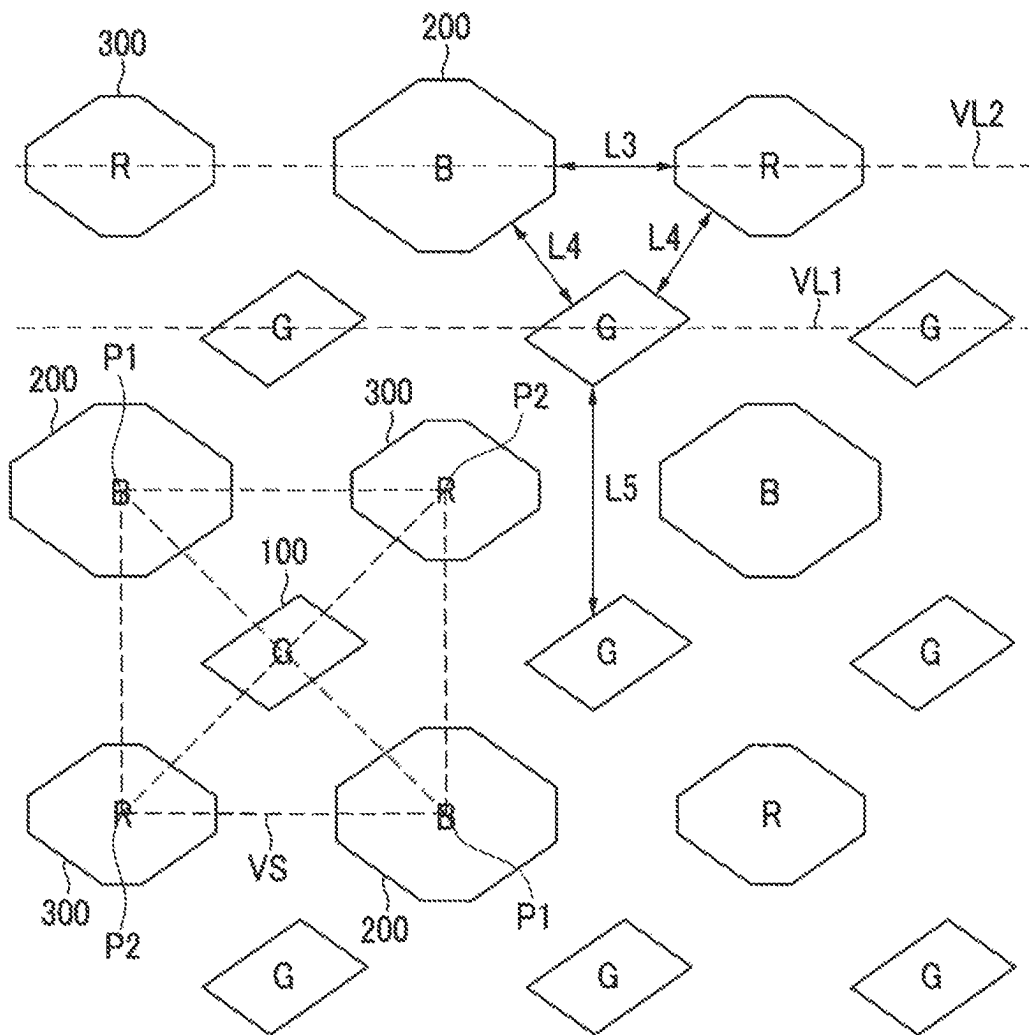 300 200
R B L3 R VL2
L4 L4
G G VL1 G
200 P1 300 P2
B R L5 B
100
G G G
R VS B R
300 P2 200 P1
G G G